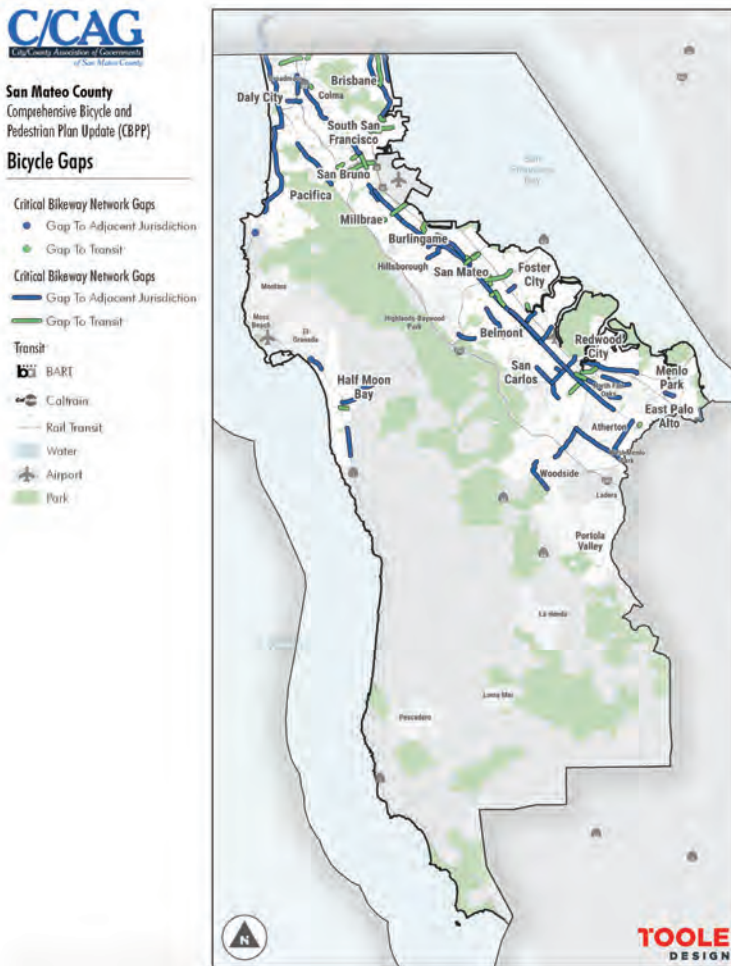 C/CAG
City/County Association of Governments
of San Mateo County
San Mateo County
Comprehensive Bicycle and
Pedestrian Plan Update (CBPP)
Bicycle Gaps
Critical Bikeway Network Gaps
Gap To Adjacent Jurisdiction
Gap To Transit
Critical Bikeway Network Gaps
Gap To Adjacent Jurisdiction
Gap To Transit
Transit
ba BART
Caltrain
Rail Transit
Water
Airport
Park
Brisbane
Daly City
Colma
South San
Francisco
San Bruno
Pacifica
Millbrae
Burlingame
Hillsborough
San Mateo
Foster
City
Montara
Moss
Beach
El
Granada
Highlands-Baywood
Park
Belmont
Redwood
City
San
Carlos
Menlo
Park
Half Moon
Bay
North Fair
Oaks
East Palo
Alto
Atherton
Woodside
Ladera
Portola
Valley
La Honda
Loma Mar
Pescadero
N
TOOLE
DESIGN